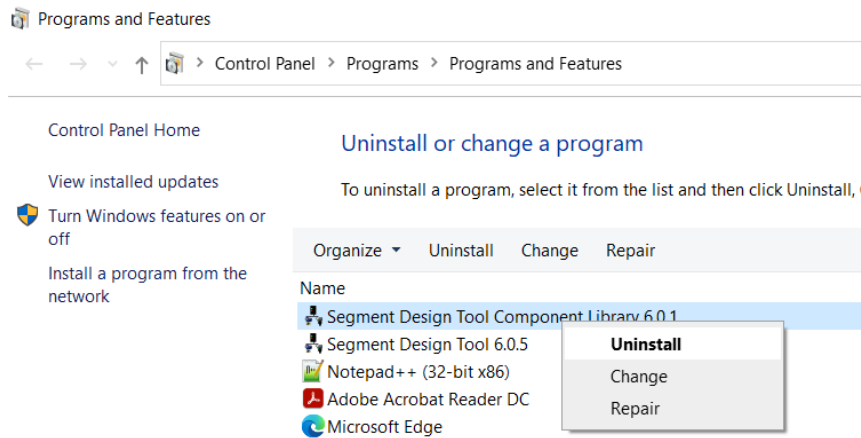 Programs and Features
Control Panel > Programs > Programs and Features
Control Panel Home
View installed updates
Turn Windows features on or
off
Install a program from the
network
Uninstall or change a program
To uninstall a program, select it from the list and then click Uninstall,
Organize Uninstall Change Repair
Name
Segment Design Tool Component Library 6.0.1
Segment Design Tool 6.0.5
Notepad++ (32-bit x86)
Adobe Acrobat Reader DC
Microsoft Edge
Uninstall
Change
Repair